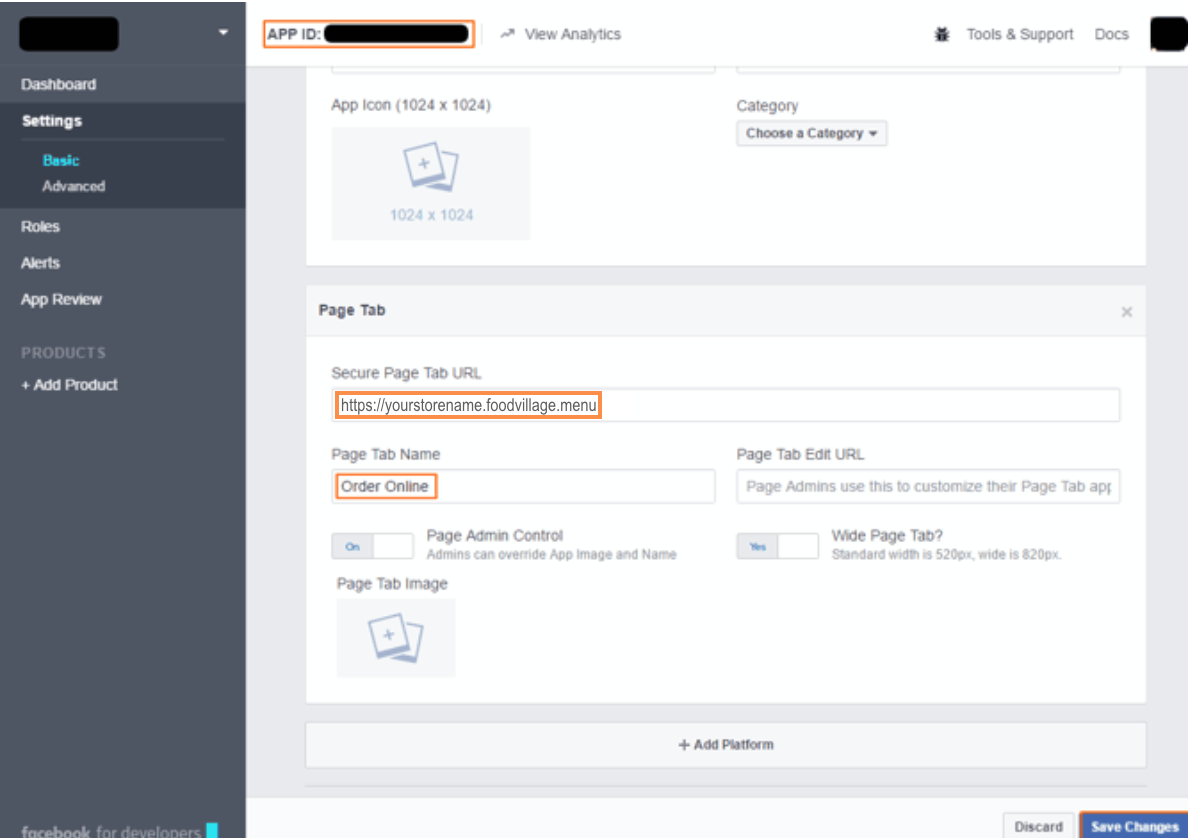 APP ID:
View Analytics
Tools & Support
Docs
Dashboard
Settings
Basic
Advanced
Roles
Alerts
App Review
PRODUCTS
+ Add Product
facebook for developers
App Icon (1024 x 1024)
1024 x 1024
Category
Choose a Category
Page Tab
×
Secure Page Tab URL
https://yourstorename.foodvillage.menu
Page Tab Name
Order Online
Page Tab Edit URL
Page Admins use this to customize their Page Tab app
On
Page Admin Control
Admins can override App Image and Name
Yes
Wide Page Tab?
Standard width is 520px, wide is 820px.
Page Tab Image
+ Add Platform
Discard
Save Changes